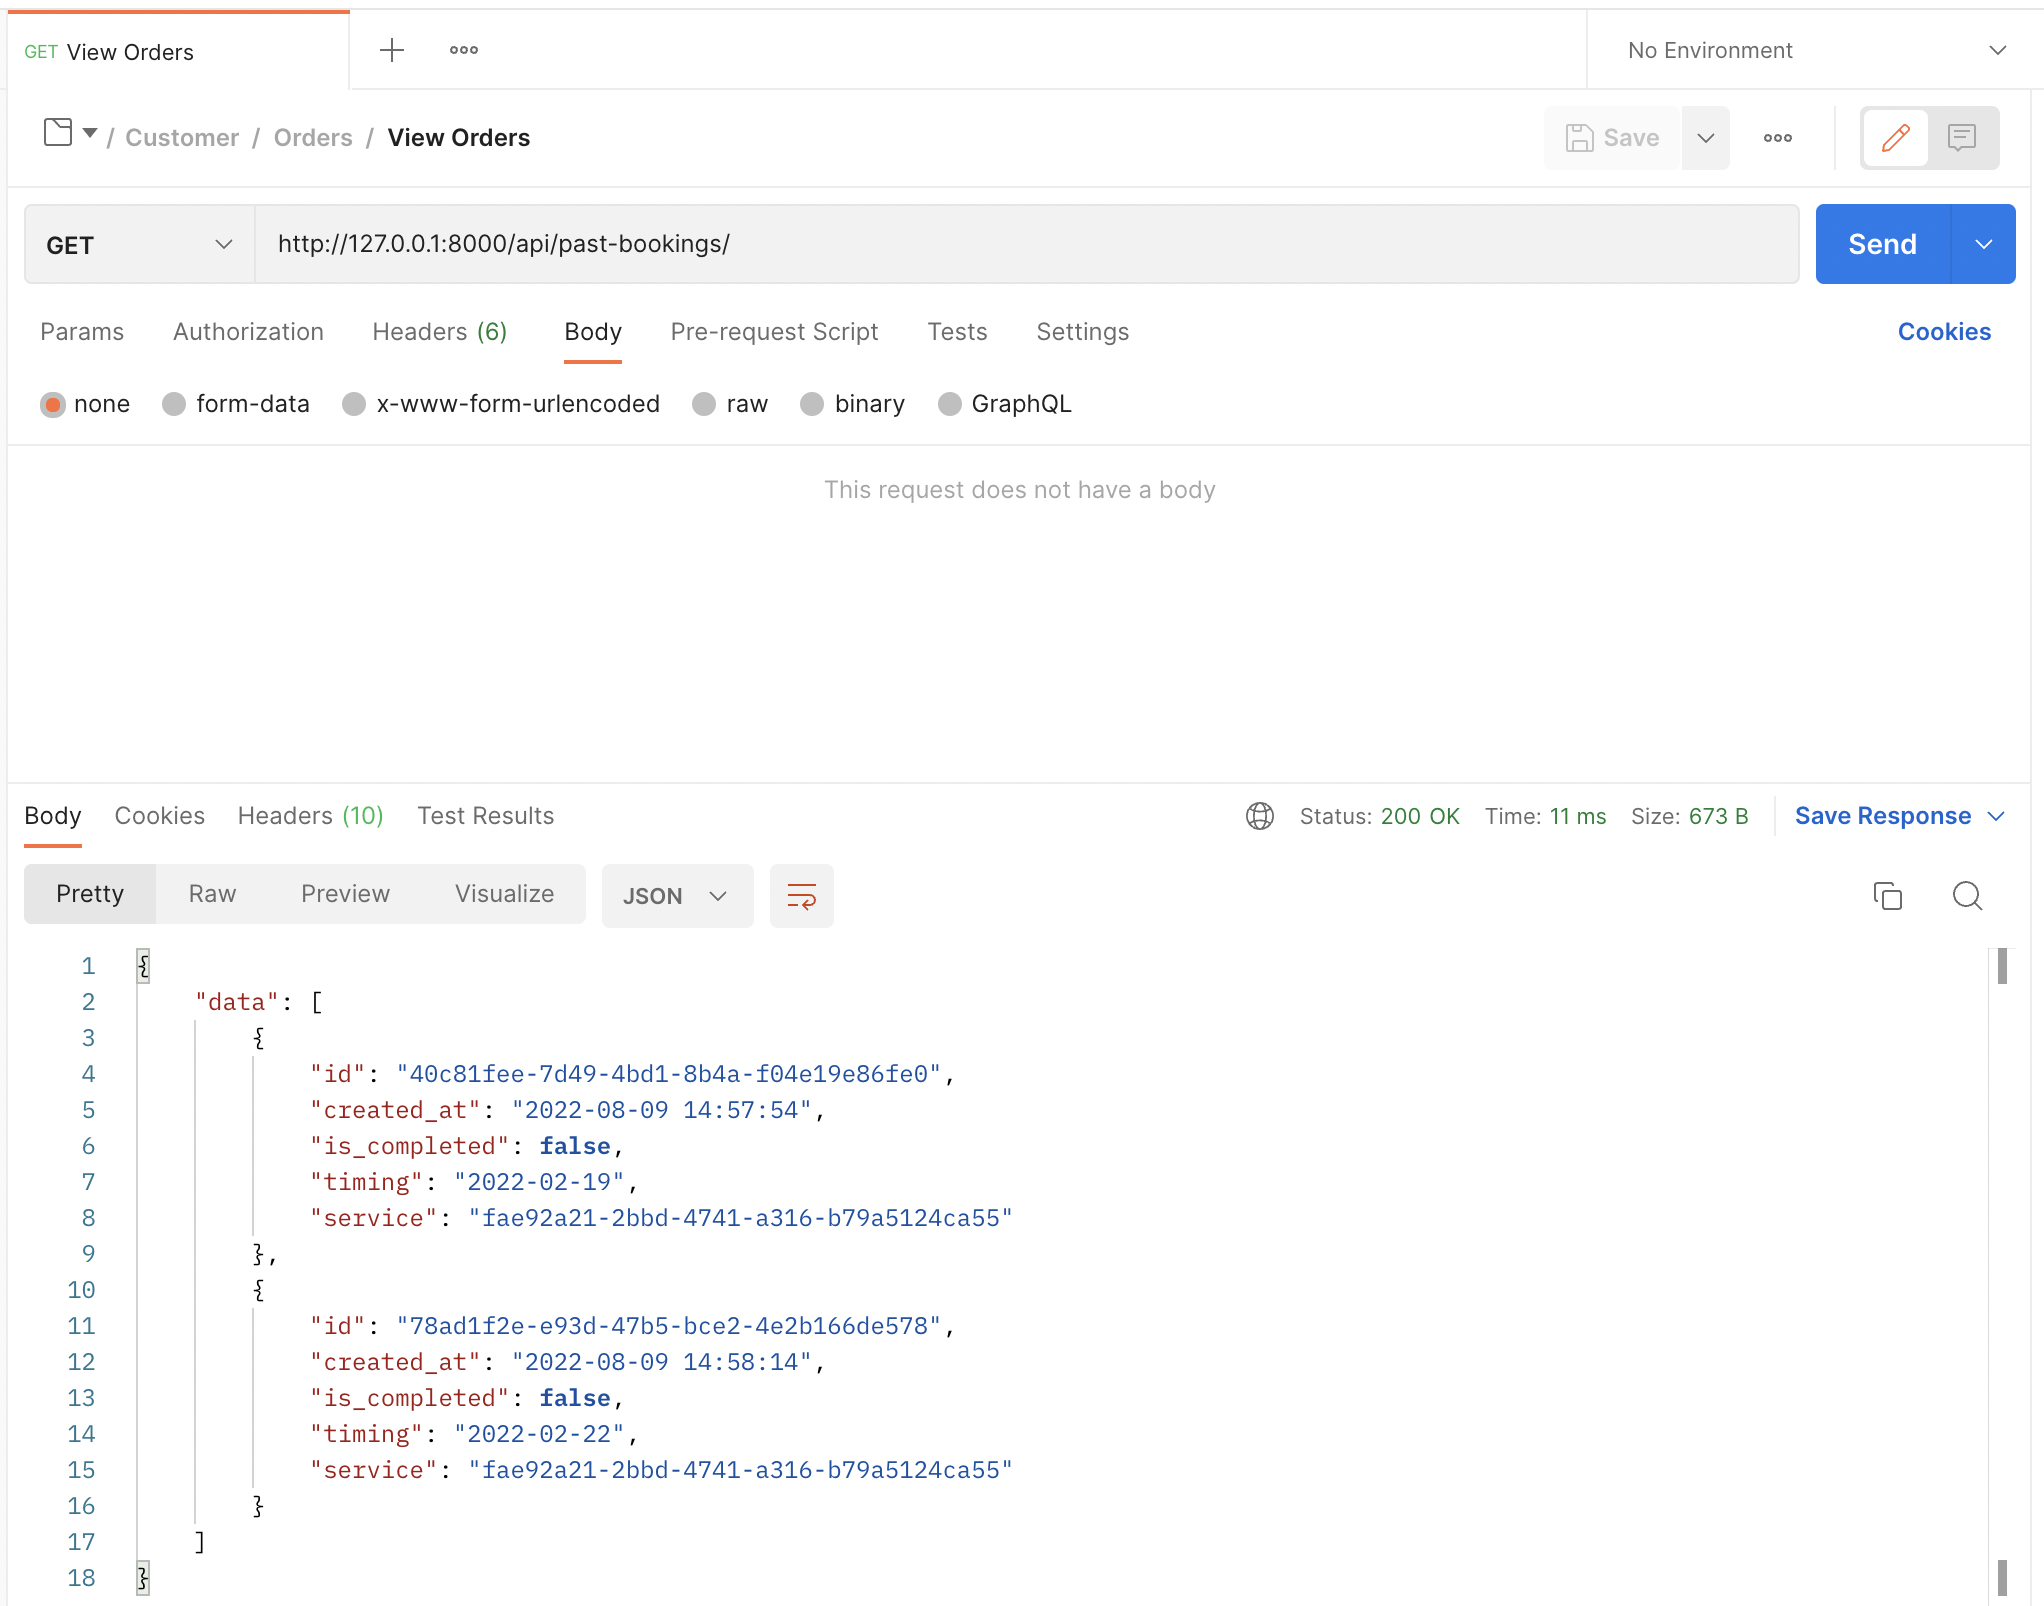 GET View Orders
No Environment
/ Customer / Orders / View Orders
Save
GET http://127.0.0.1:8000/api/past-bookings/ Send
Params Authorization Headers (6) Body Pre-request Script Tests Settings Cookies
none form-data x-www-form-urlencoded raw binary GraphQL
This request does not have a body
Body Cookies Headers (10) Test Results Status: 200 OK Time: 11 ms Size: 673 B Save Response
Pretty Raw Preview Visualize JSON
1 {
2 "data": [
3 {
4 "id": "40c81fee-7d49-4bd1-8b4a-f04e19e86fe0",
5 "created_at": "2022-08-09 14:57:54",
6 "is_completed": false,
7 "timing": "2022-02-19",
8 "service": "fae92a21-2bbd-4741-a316-b79a5124ca55"
9 },
10 {
11 "id": "78ad1f2e-e93d-47b5-bce2-4e2b166de578",
12 "created_at": "2022-08-09 14:58:14",
13 "is_completed": false,
14 "timing": "2022-02-22",
15 "service": "fae92a21-2bbd-4741-a316-b79a5124ca55"
16 }
17 ]
18 }